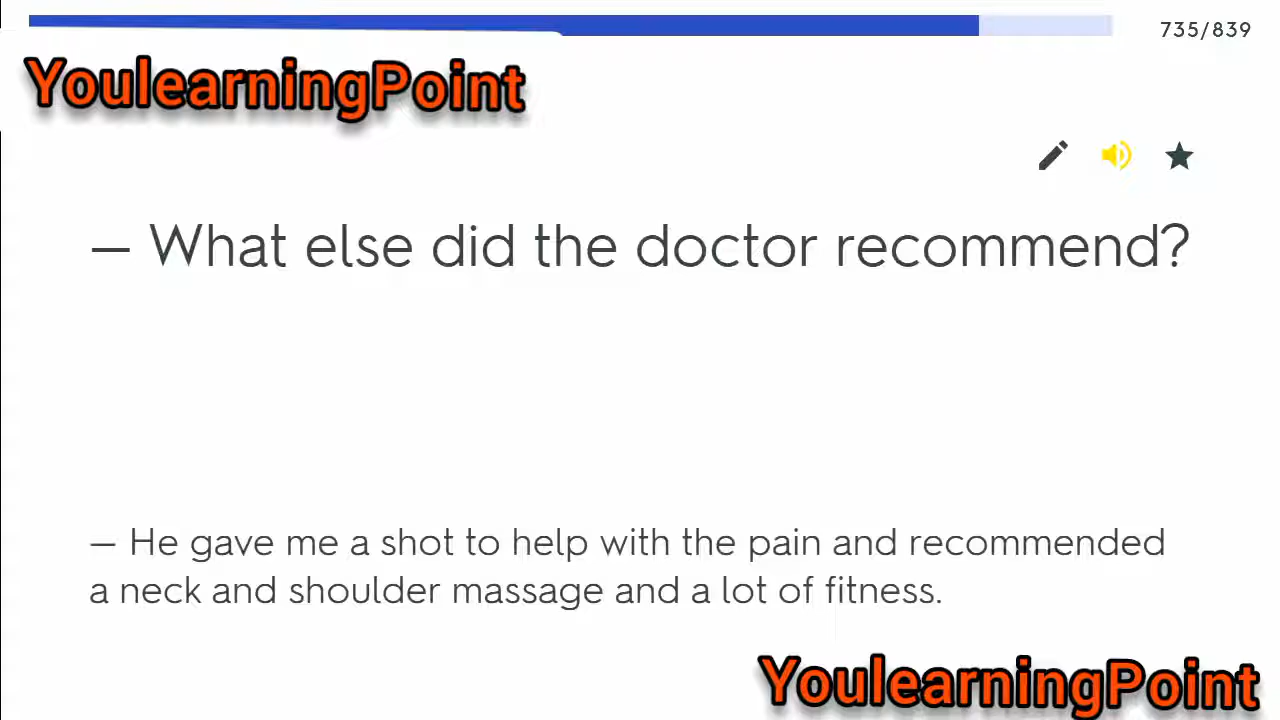 735/839
YoulearningPoint
— What else did the doctor recommend?
— He gave me a shot to help with the pain and recommended
a neck and shoulder massage and a lot of fitness.
YoulearningPoint